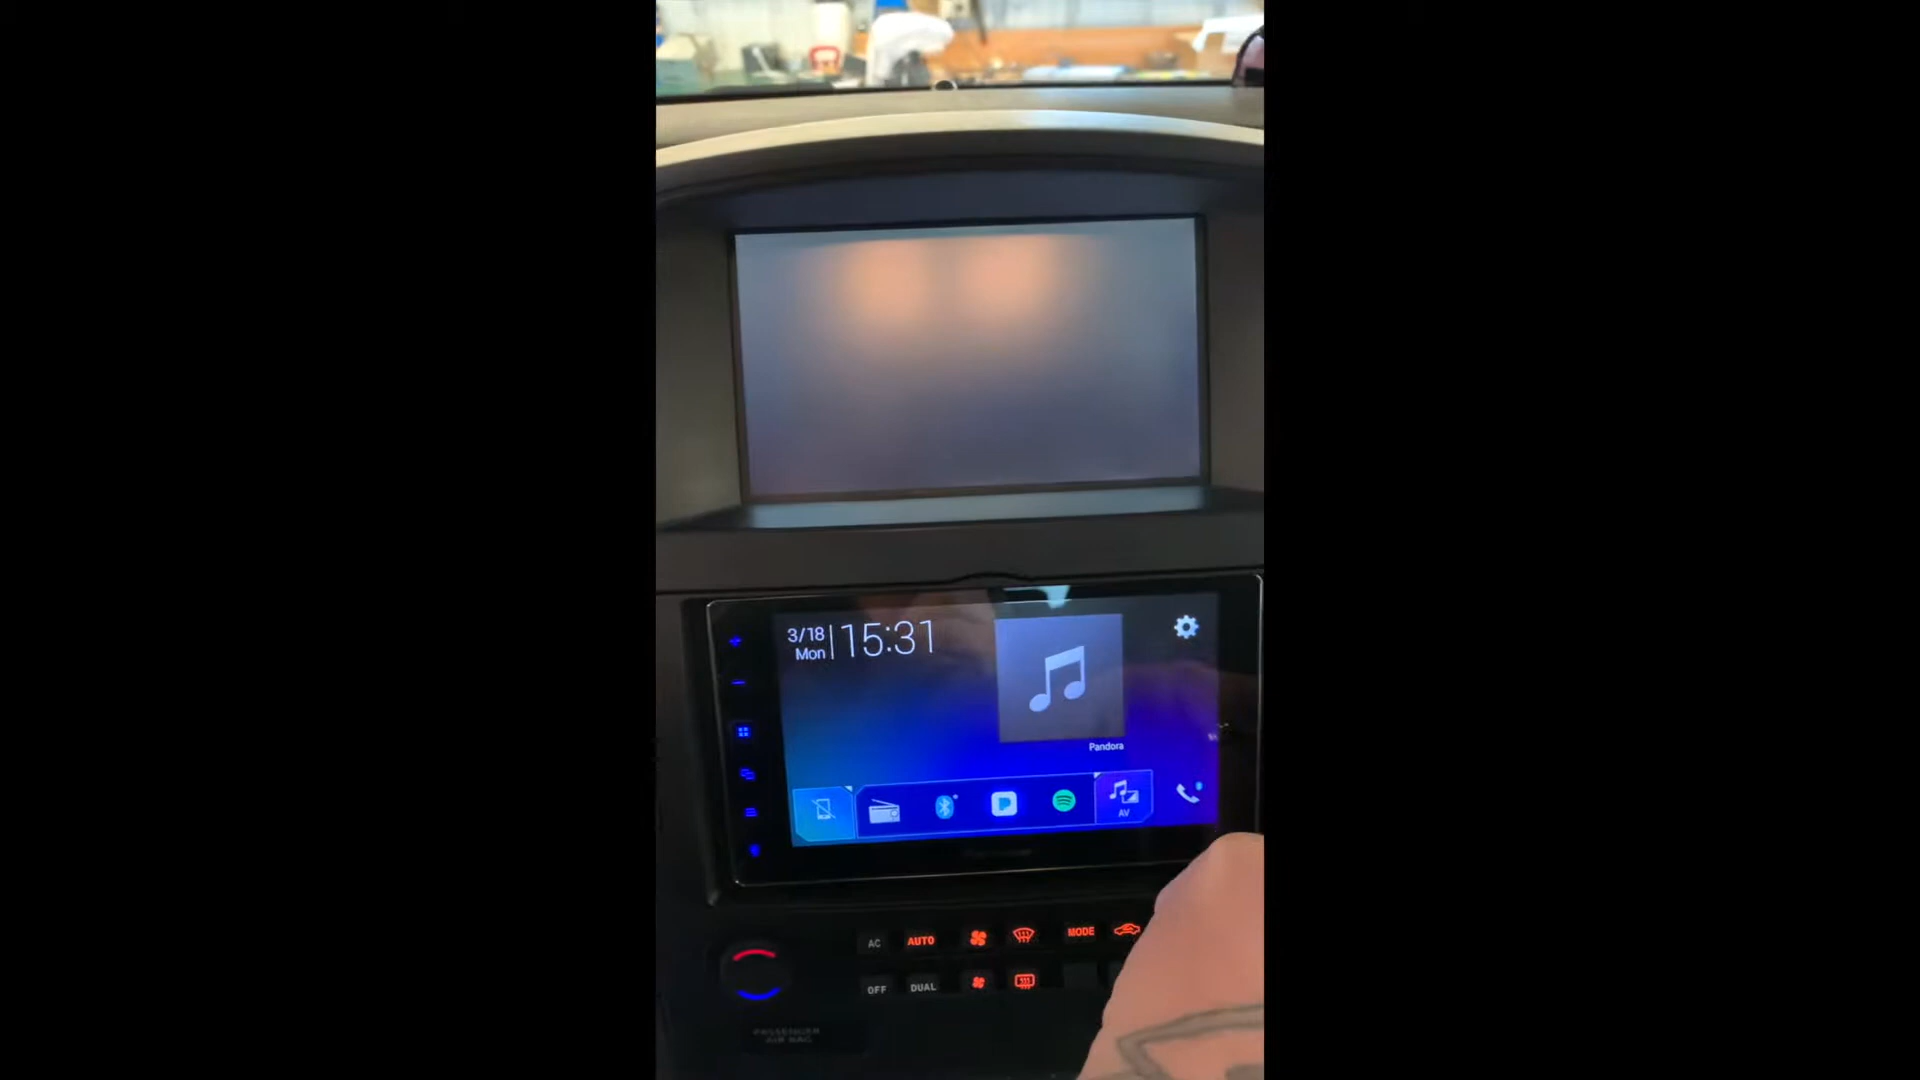 3/18
Mon
15:31
Pandora
AV
AC
AUTO
MODE
OFF
DUAL
PASSENGER
AIR BAG